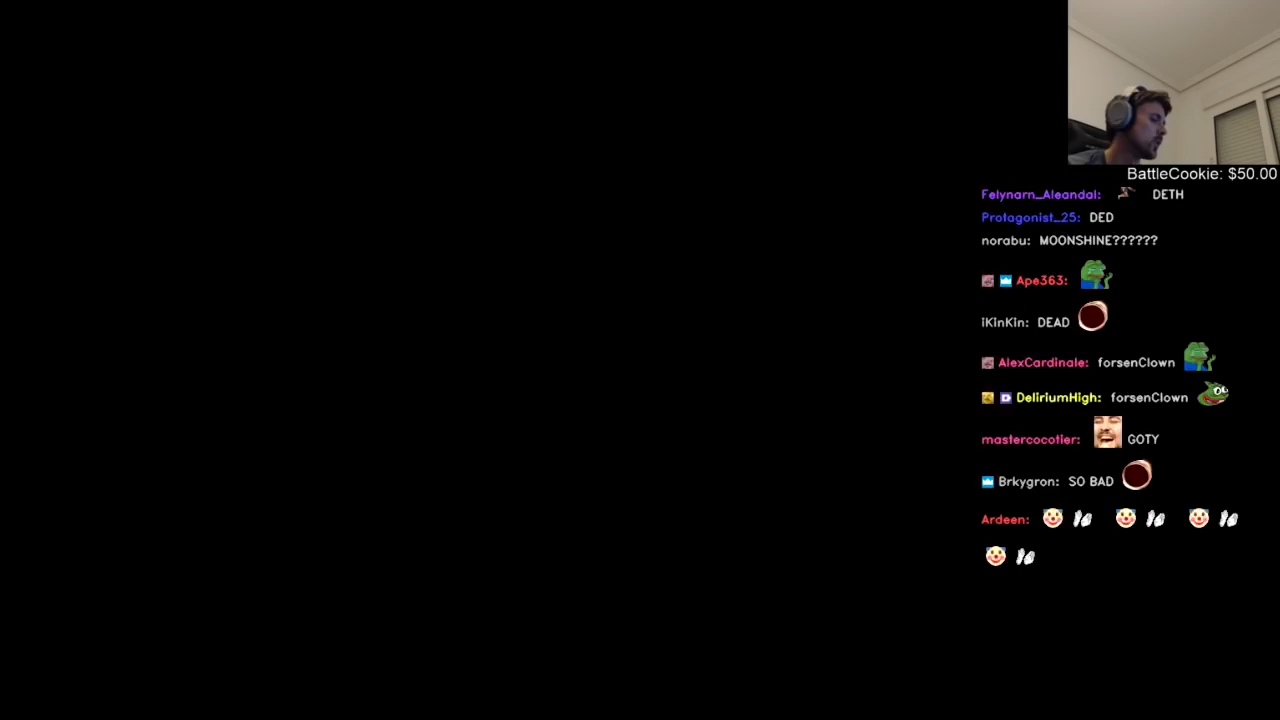 BattleCookie: $50.00
Felynarn_Aleandal: DETH
Protagonist_25: DED
norabu: MOONSHINE??????
Ape363:
iKinKin: DEAD
AlexCardinale: forsenClown
DeliriumHigh: forsenClown
mastercocotier: GOTY
Brkygron: SO BAD
Ardeen: